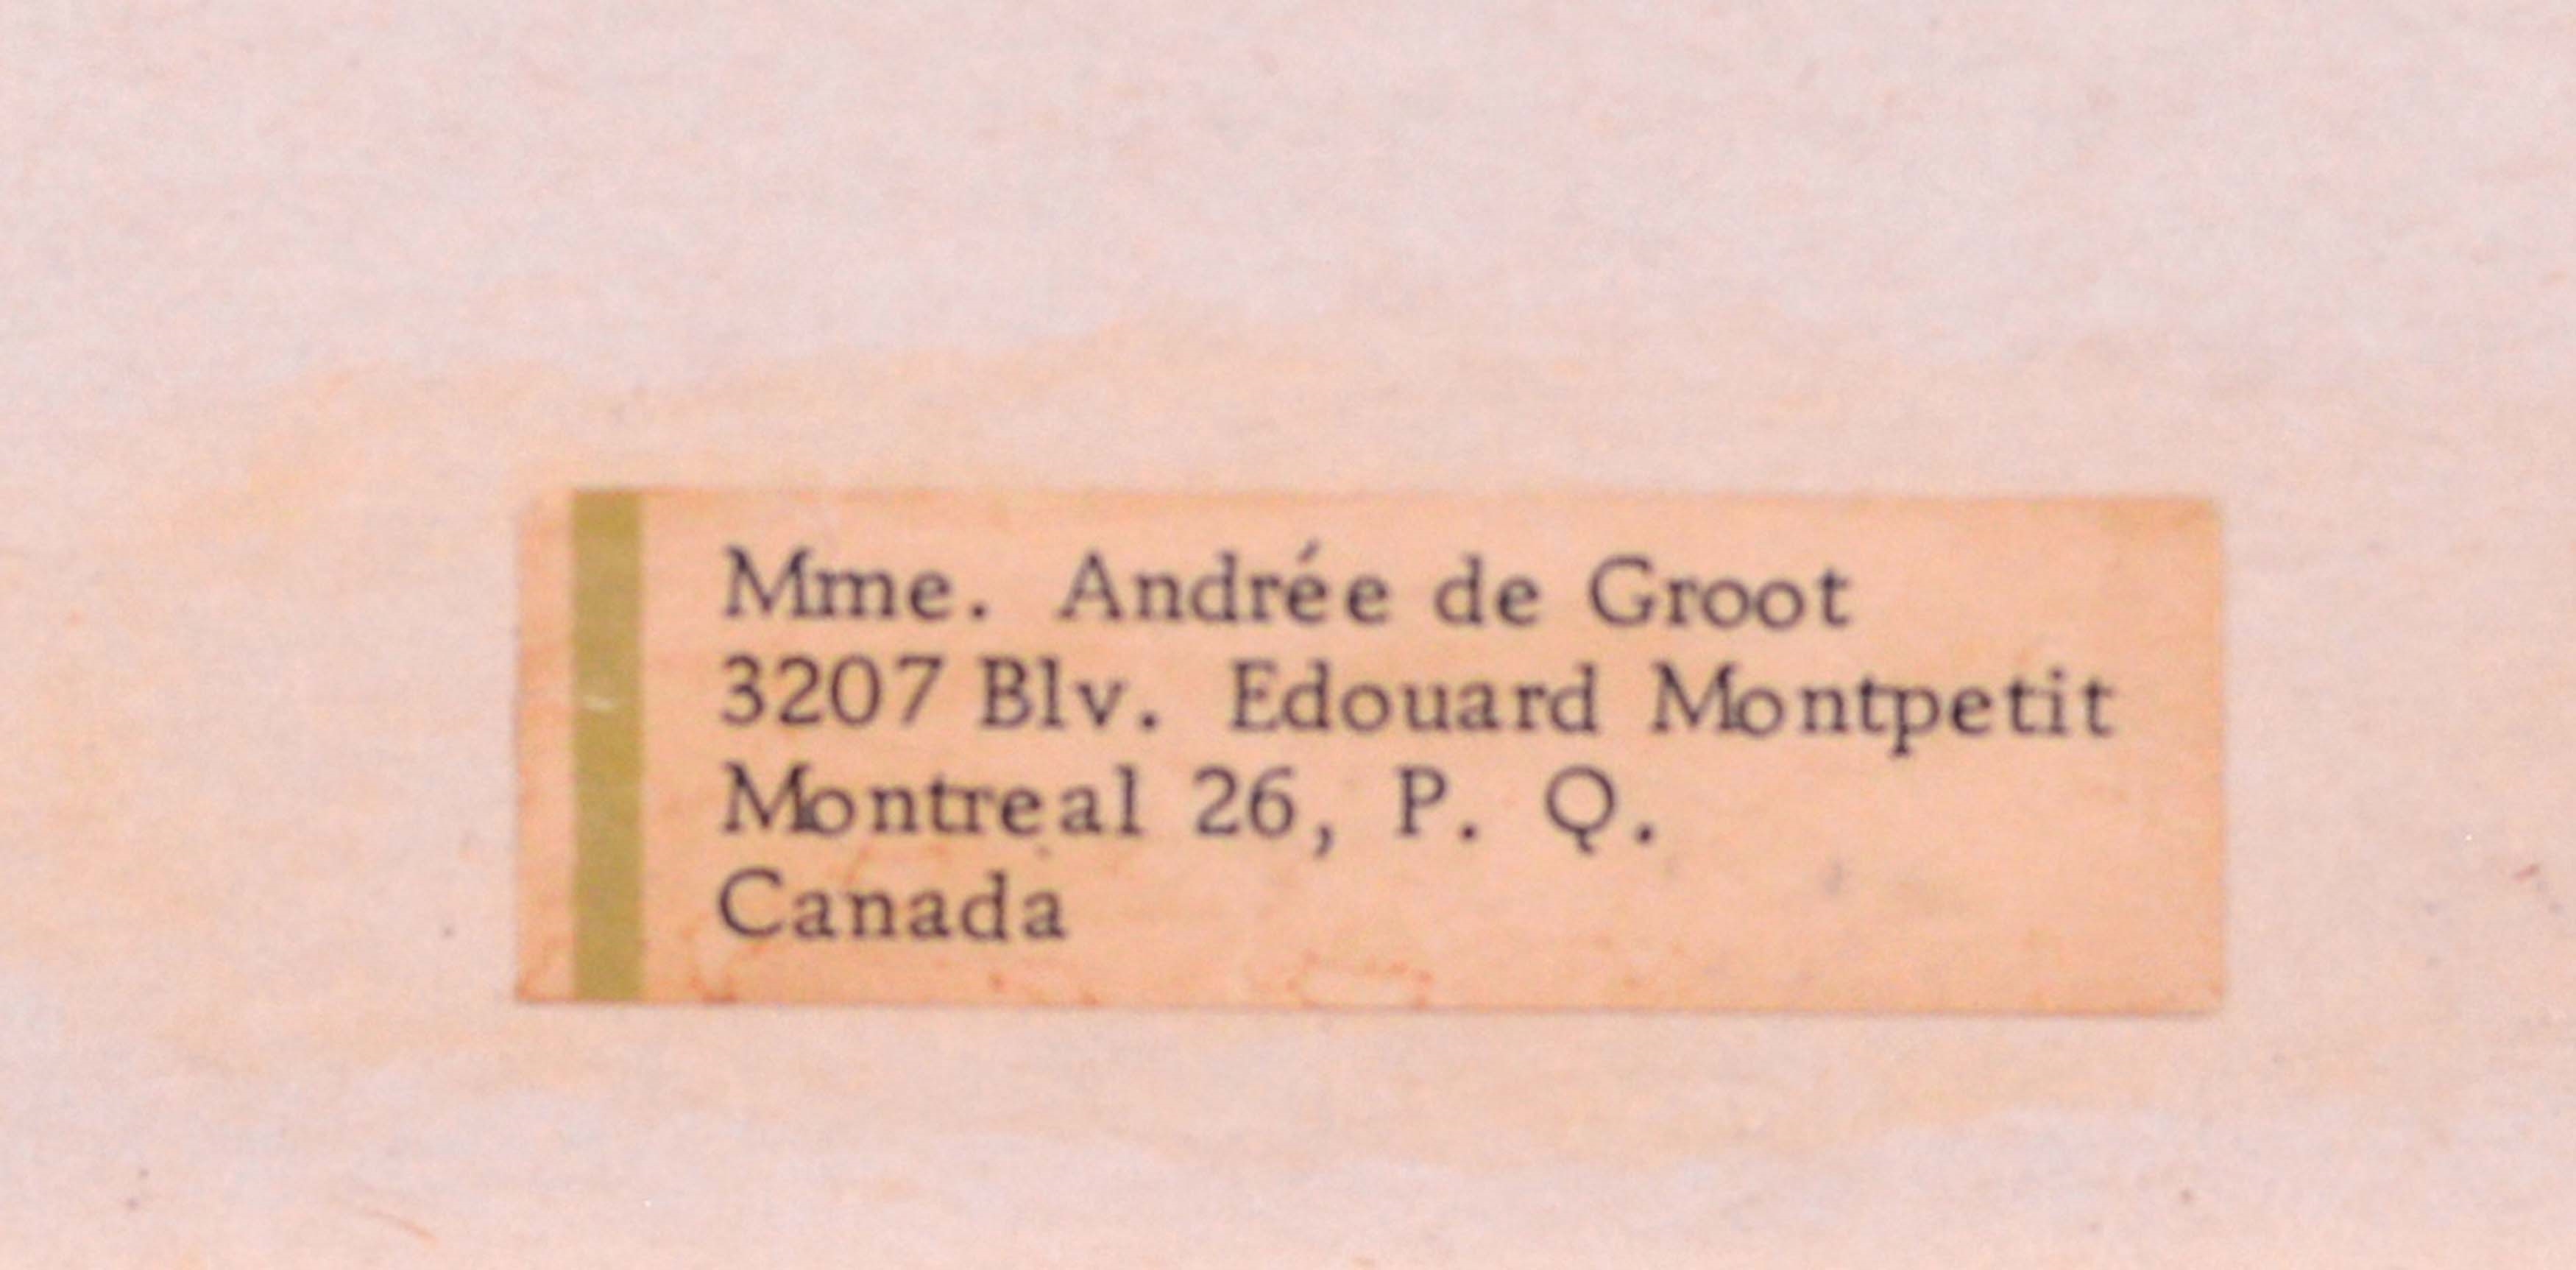 Mme. Andrée de Groot
3207 Blv. Edouard Montpetit
Montreal 26, P. Q.
Canada